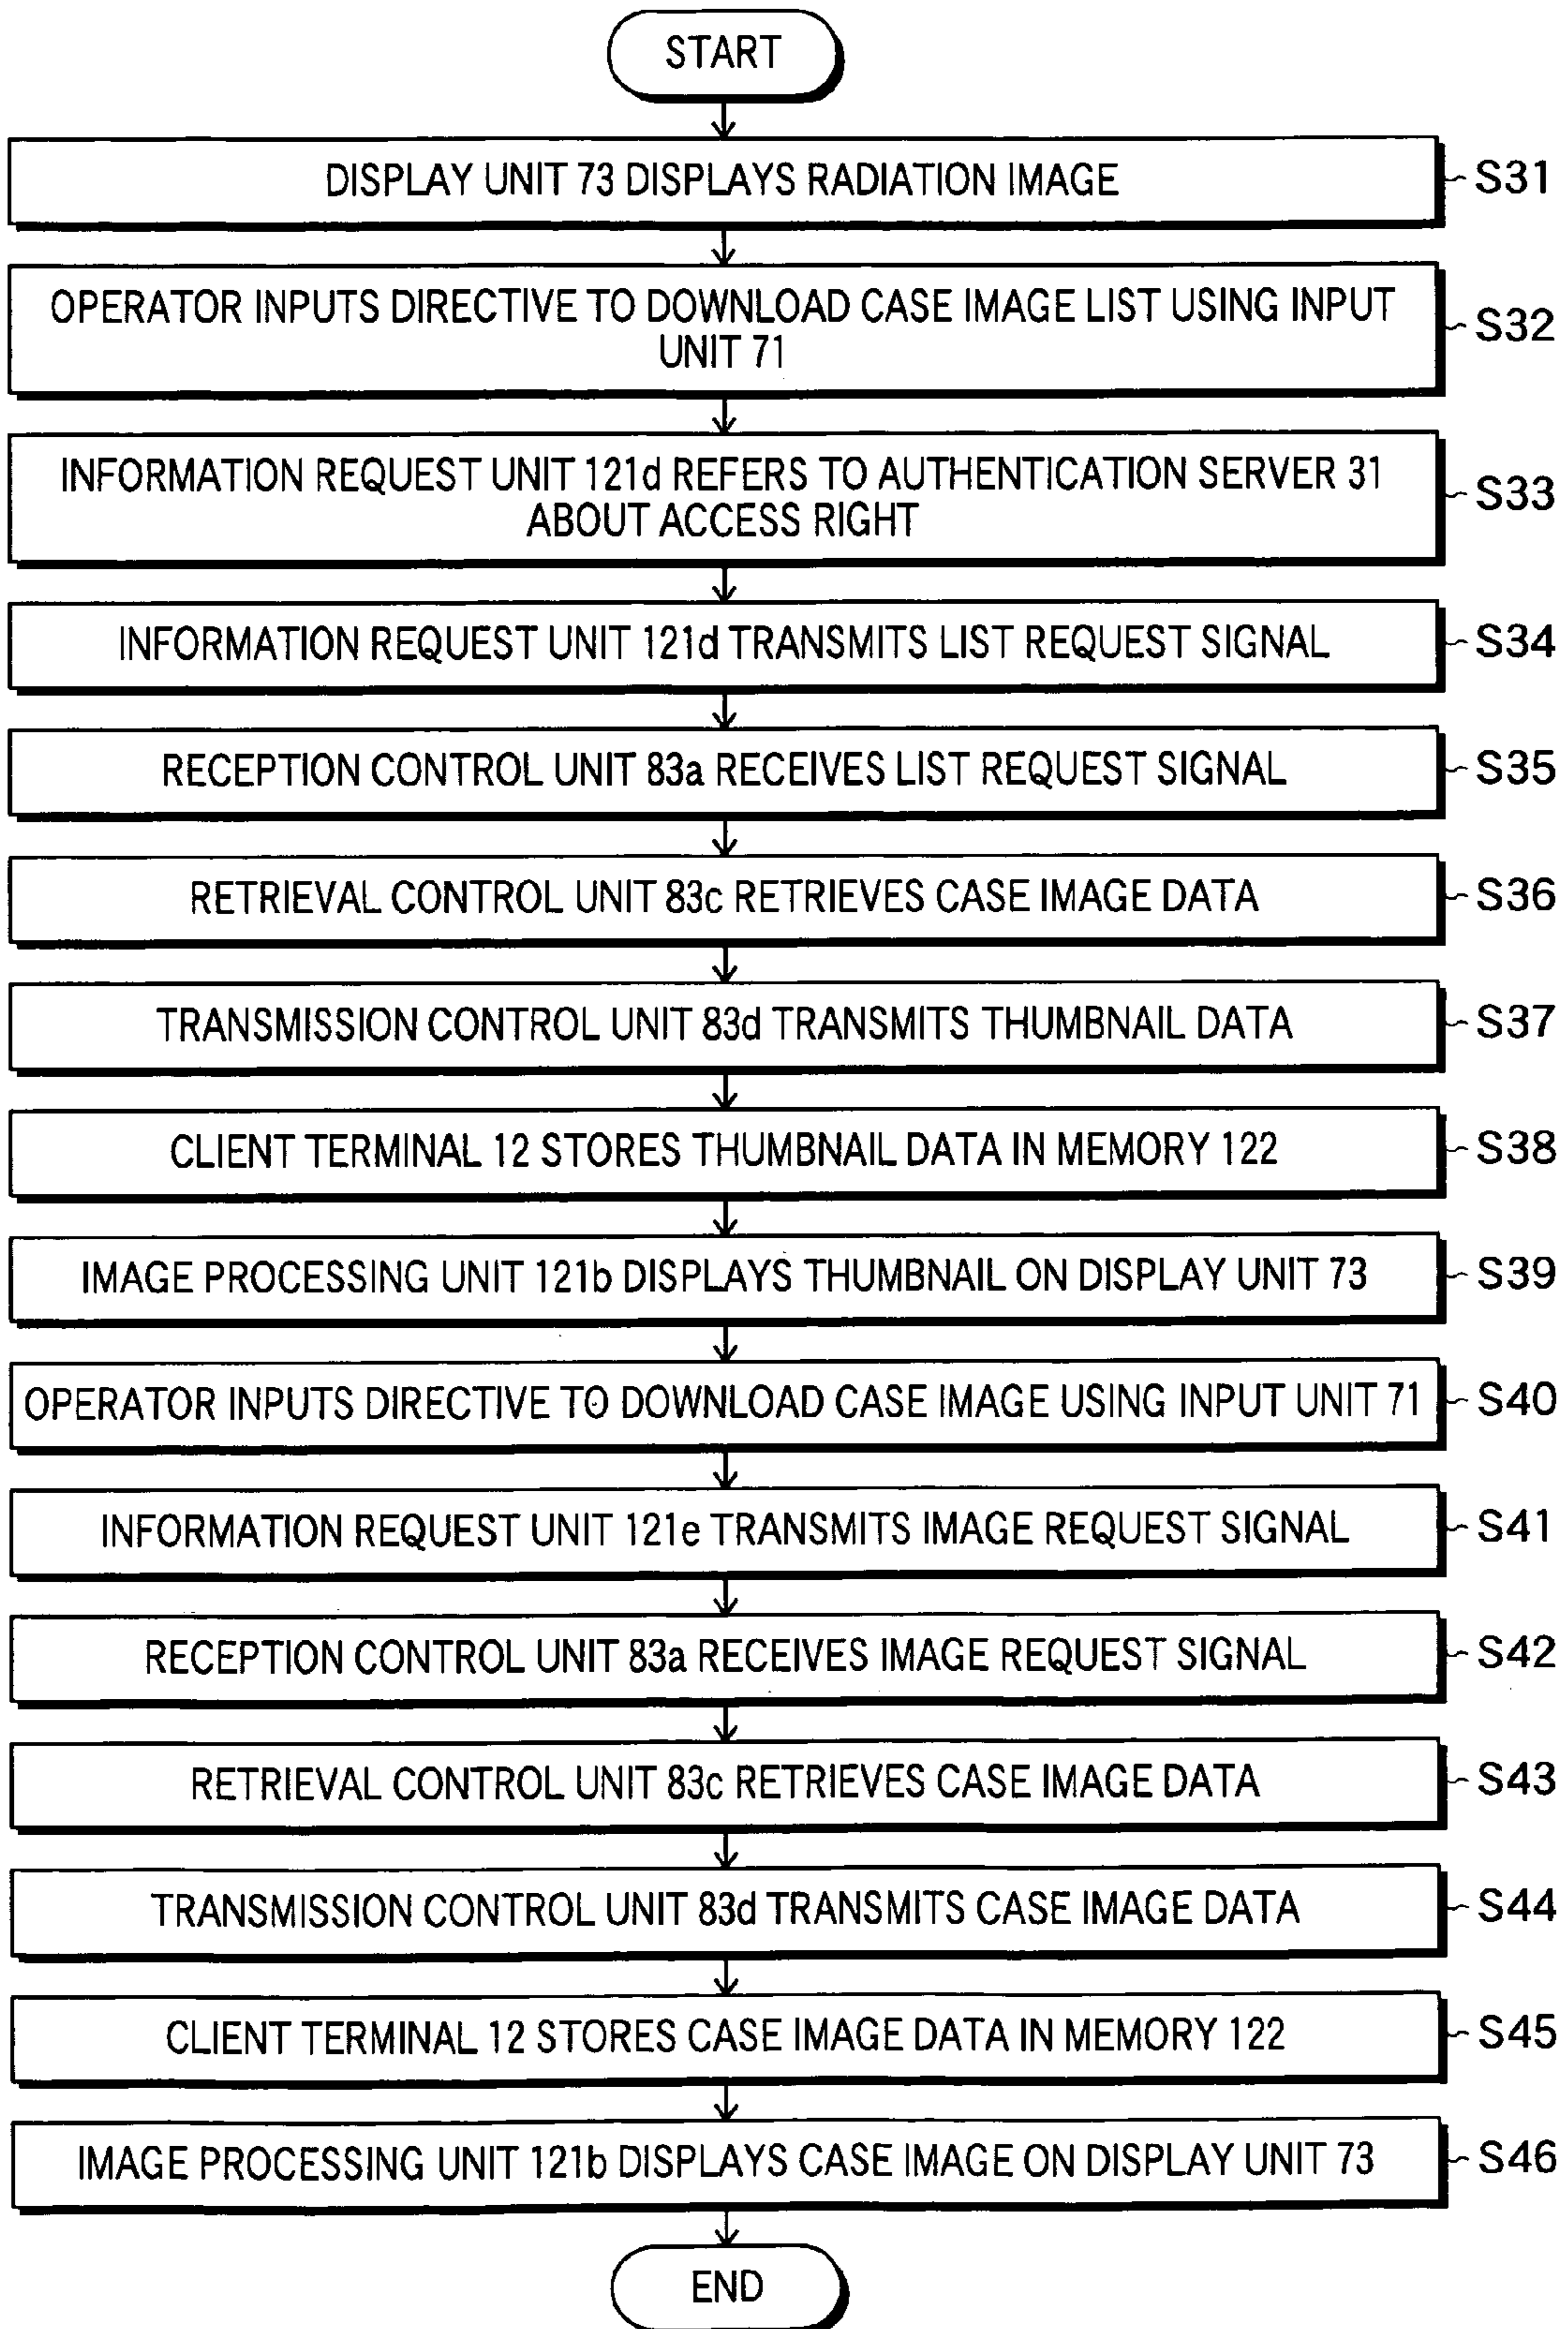 START
DISPLAY UNIT 73 DISPLAYS RADIATION IMAGE
S31
OPERATOR INPUTS DIRECTIVE TO DOWNLOAD CASE IMAGE LIST USING INPUT
UNIT 71
S32
INFORMATION REQUEST UNIT 121d REFERS TO AUTHENTICATION SERVER 31
ABOUT ACCESS RIGHT
S33
INFORMATION REQUEST UNIT 121d TRANSMITS LIST REQUEST SIGNAL
S34
RECEPTION CONTROL UNIT 83a RECEIVES LIST REQUEST SIGNAL
S35
RETRIEVAL CONTROL UNIT 83c RETRIEVES CASE IMAGE DATA
S36
TRANSMISSION CONTROL UNIT 83d TRANSMITS THUMBNAIL DATA
S37
CLIENT TERMINAL 12 STORES THUMBNAIL DATA IN MEMORY 122
S38
IMAGE PROCESSING UNIT 121b DISPLAYS THUMBNAIL ON DISPLAY UNIT 73
S39
OPERATOR INPUTS DIRECTIVE TO DOWNLOAD CASE IMAGE USING INPUT UNIT 71
S40
INFORMATION REQUEST UNIT 121e TRANSMITS IMAGE REQUEST SIGNAL
S41
RECEPTION CONTROL UNIT 83a RECEIVES IMAGE REQUEST SIGNAL
S42
RETRIEVAL CONTROL UNIT 83c RETRIEVES CASE IMAGE DATA
S43
TRANSMISSION CONTROL UNIT 83d TRANSMITS CASE IMAGE DATA
S44
CLIENT TERMINAL 12 STORES CASE IMAGE DATA IN MEMORY 122
S45
IMAGE PROCESSING UNIT 121b DISPLAYS CASE IMAGE ON DISPLAY UNIT 73
S46
END